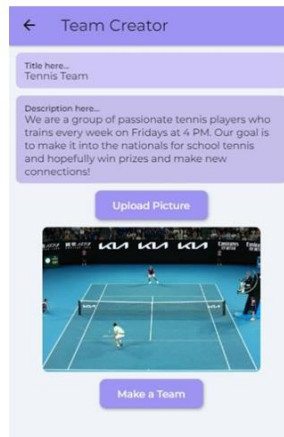 Team Creator
Title here...
Tennis Team
Description here...
We are a group of passionate tennis players who
trains every week on Fridays at 4 PM. Our goal is
to make it into the nationals for school tennis
and hopefully win prizes and make new
connections!
Upload Picture
KIA KIA KIA Emirates
Make a Team